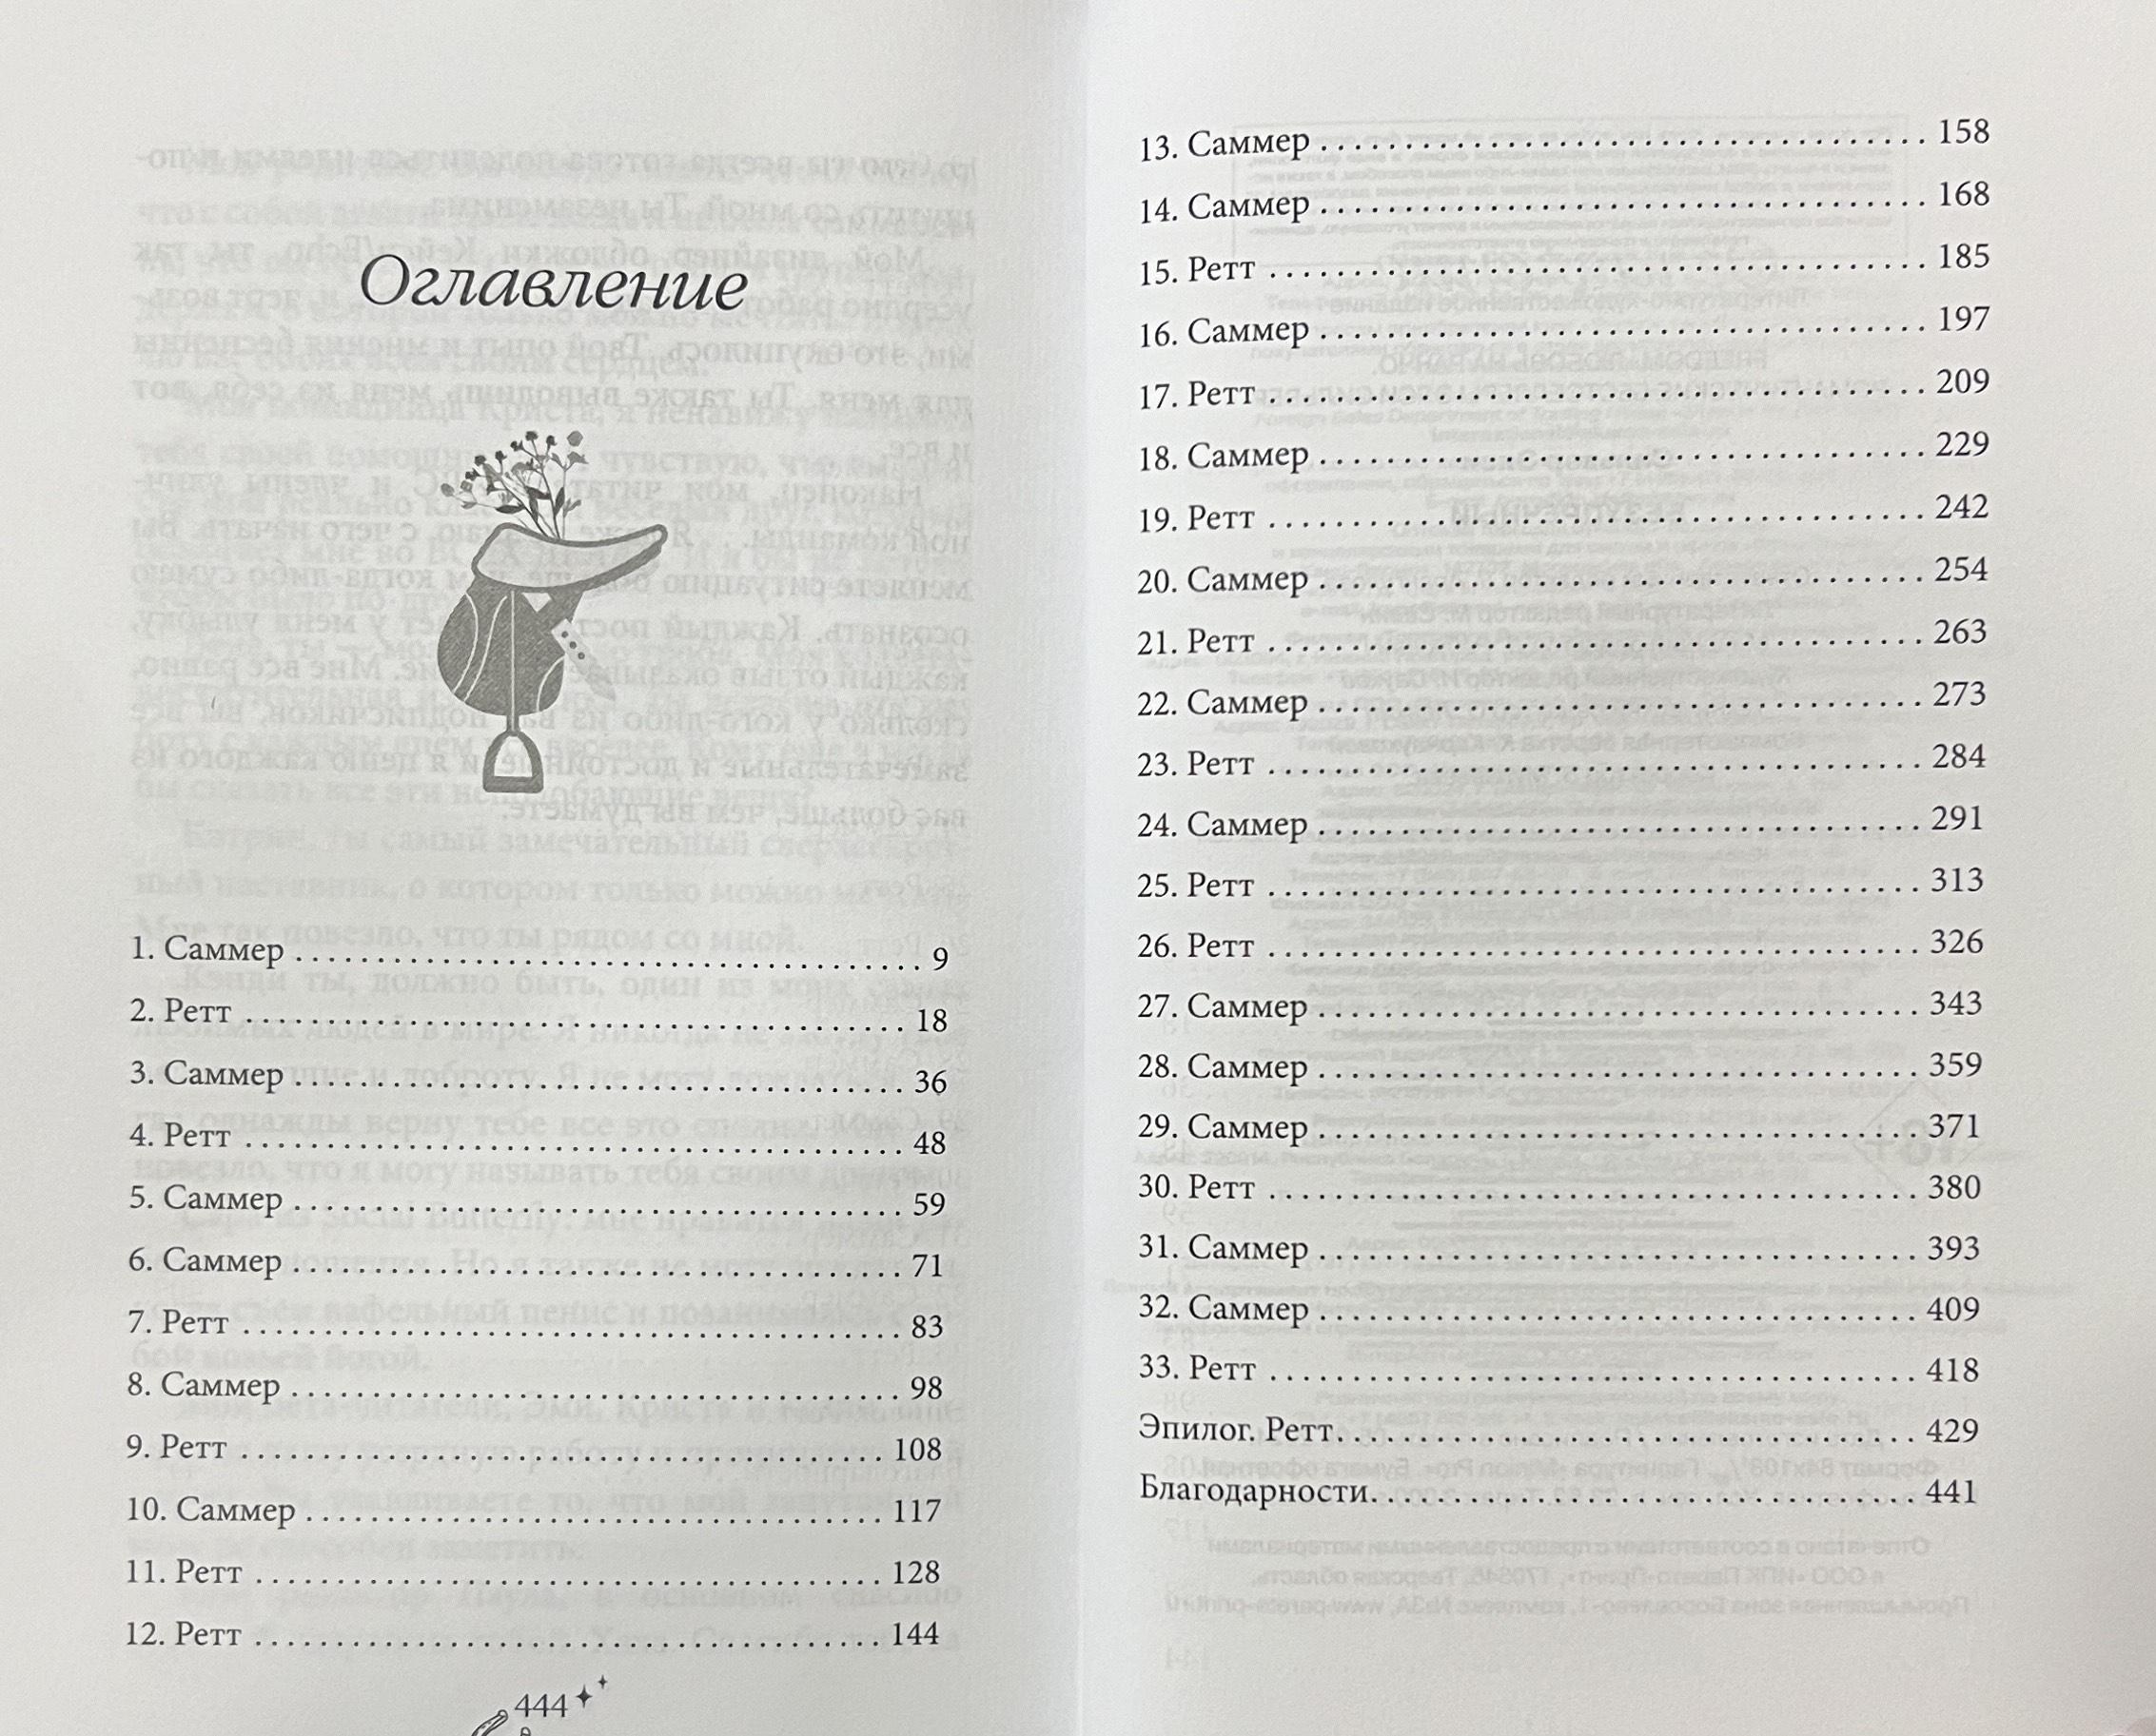 Оглавление
1. Саммер 9
2. Ретт 18
3. Саммер 36
4. Ретт 48
5. Саммер 59
6. Саммер 71
7. Ретт 83
8. Саммер 98
9. Ретт 108
10. Саммер 117
11. Ретт 128
12. Ретт 144
444
13. Саммер 158
14. Саммер 168
15. Ретт 185
16. Саммер 197
17. Ретт 209
18. Саммер 229
19. Ретт 242
20. Саммер 254
21. Ретт 263
22. Саммер 273
23. Ретт 284
24. Саммер 291
25. Ретт 313
26. Ретт 326
27. Саммер 343
28. Саммер 359
29. Саммер 371
30. Ретт 380
31. Саммер 393
32. Саммер 409
33. Ретт 418
Эпилог. Ретт 429
Благодарности 441